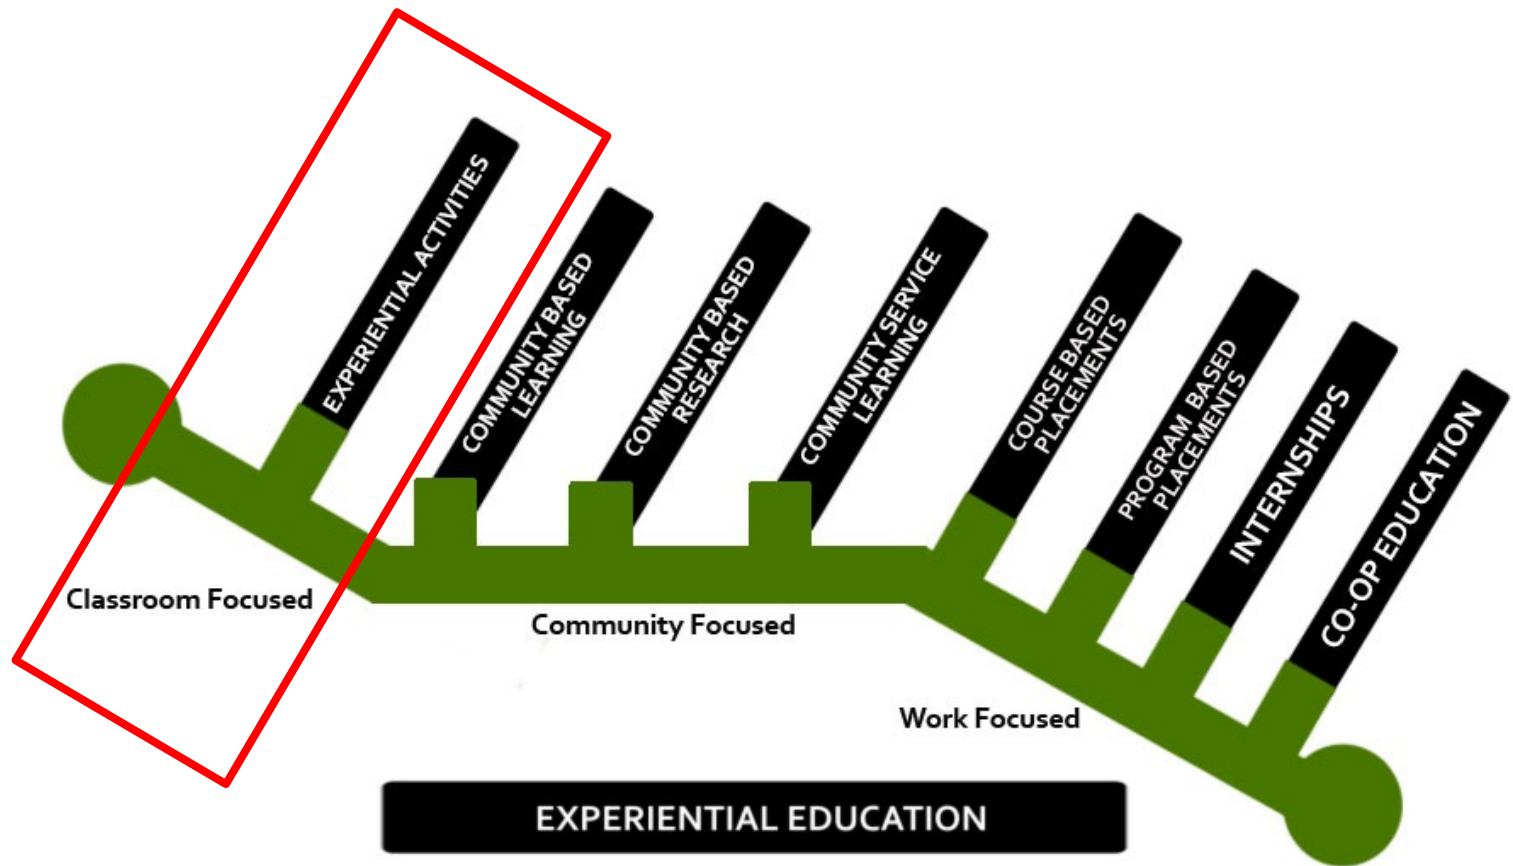 EXPERIENTIAL ACTIVITIES
COMMUNITY BASED
LEARNING
COMMUNITY BASED
RESEARCH
COMMUNITY SERVICE
LEARNING
COURSE BASED
PLACEMENTS
PROGRAM BASED
PLACEMENTS
INTERNSHIPS
CO-OP EDUCATION
Classroom Focused
Community Focused
Work Focused
EXPERIENTIAL EDUCATION